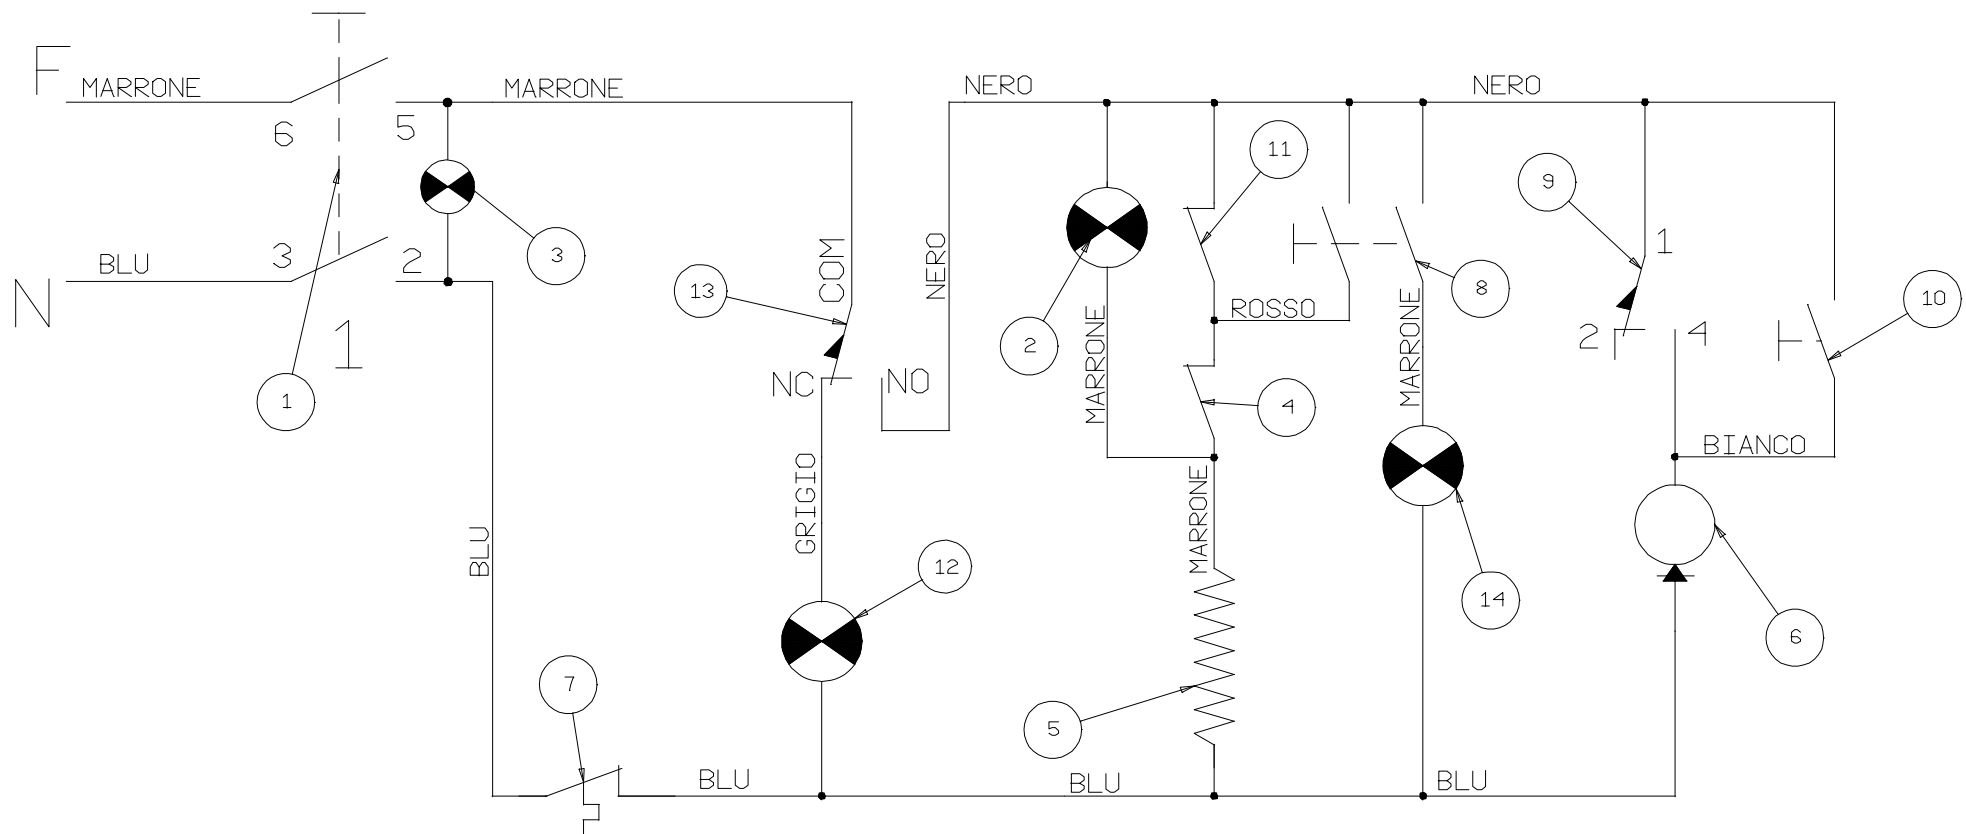 F
MARRONE
6
5
MARRONE
NERO
NERO
11
9
3
BLU
3
2
N
1
1
13
COM
NERO
NC
NO
2
MARRONE
ROSSO
4
MARRONE
8
1
2
4
10
BIANCO
BLU
GRIGIO
12
MARRONE
14
6
7
5
BLU
BLU
BLU